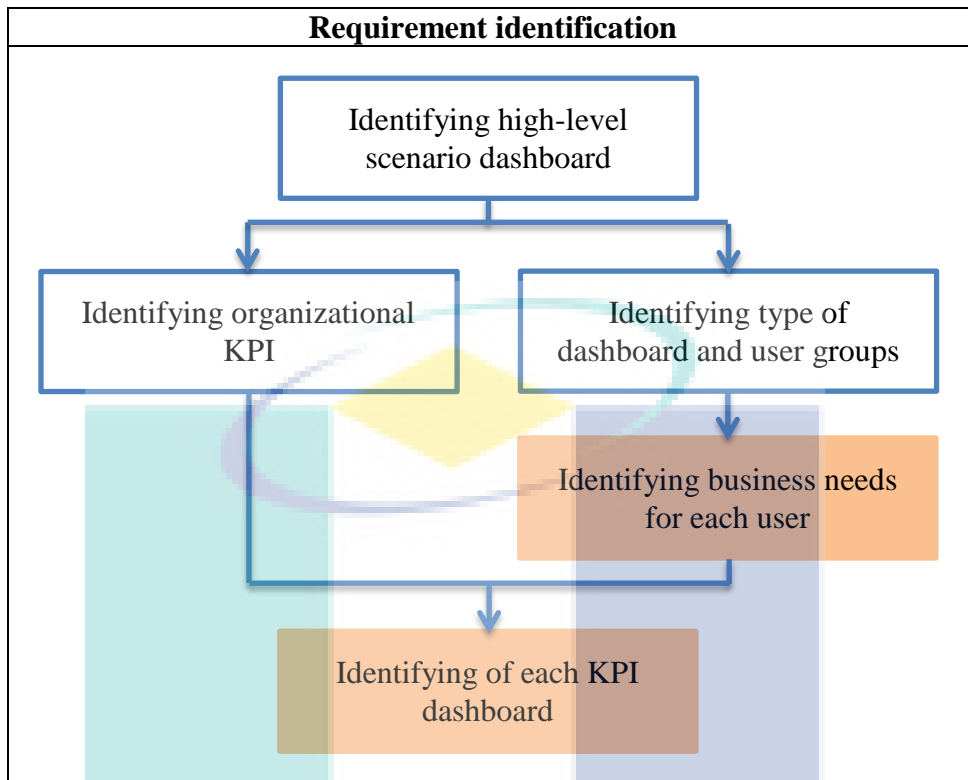 Requirement identification
Identifying high-level
scenario dashboard
Identifying organizational
KPI
Identifying type of
dashboard and user groups
Identifying business needs
for each user
Identifying of each KPI
dashboard